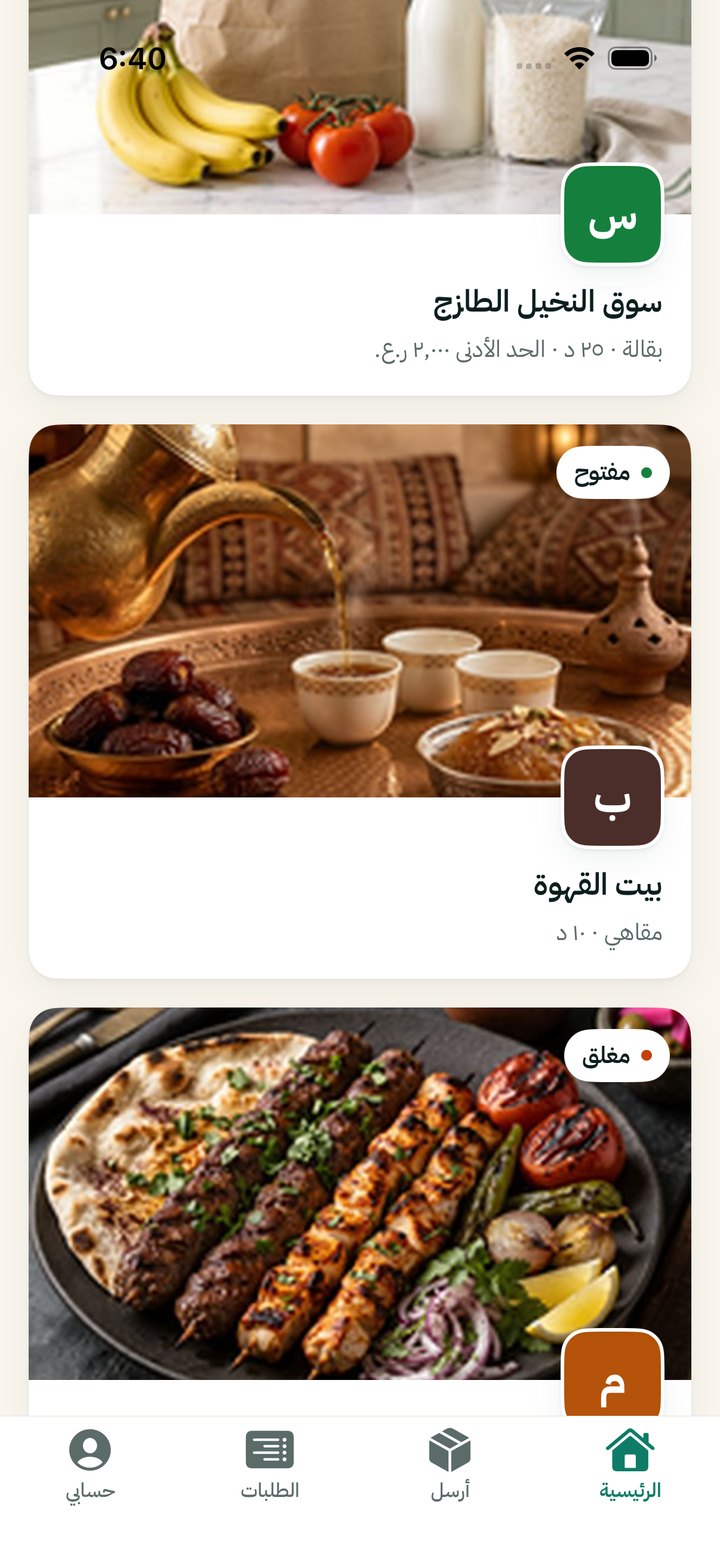 6:40
س
سوق النخيل الطازج
بقالة · ٢٥ د · الحد الأدنى ٢,٠٠٠ ر.ع.
مفتوح
ب
بيت القهوة
مقاهي · ١٠ د
مغلق
م
الرئيسية
أرسل
الطلبات
حسابي